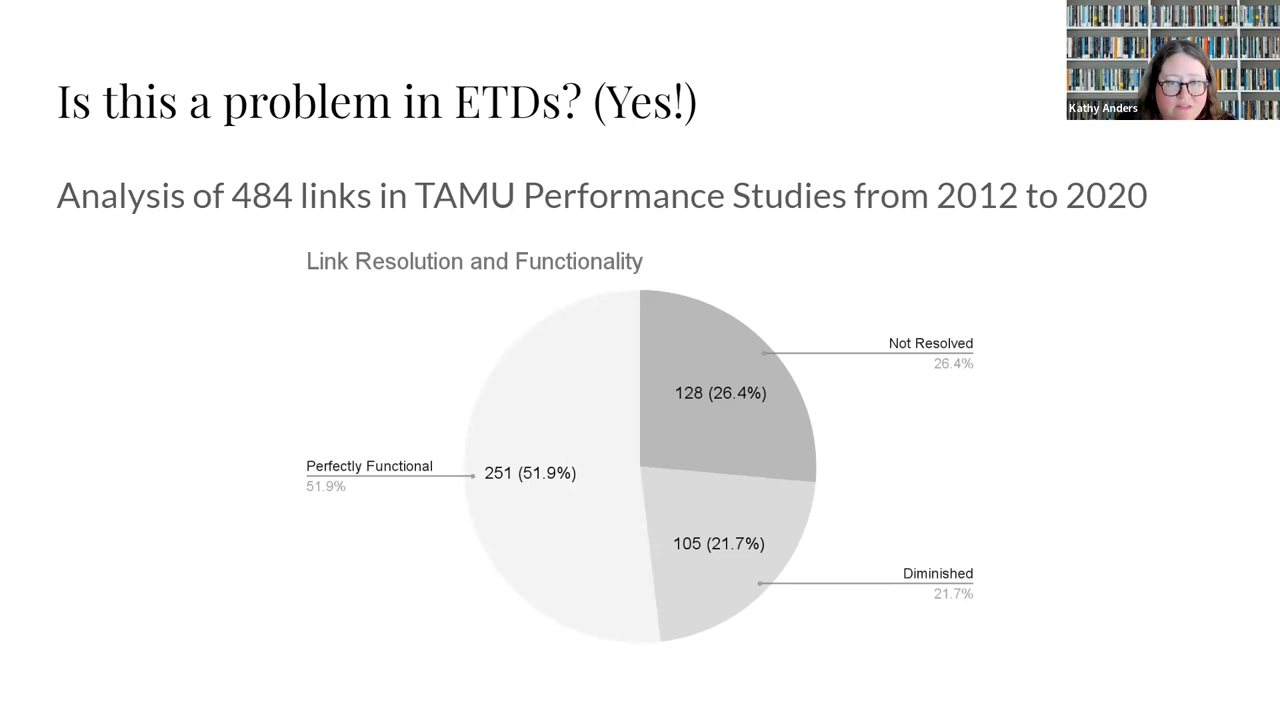 Is this a problem in ETDs? (Yes!)
Kathy Anders
Analysis of 484 links in TAMU Performance Studies from 2012 to 2020
Link Resolution and Functionality
Not Resolved
26.4%
128 (26.4%)
Perfectly Functional
51.9%
251 (51.9%)
105 (21.7%)
Diminished
21.7%